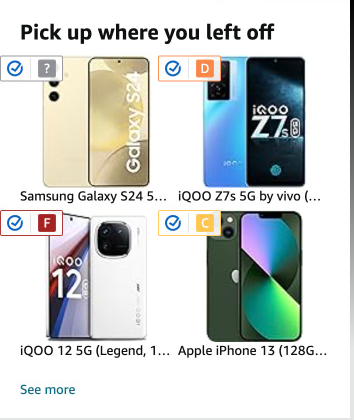 Pick up where you left off
?
D
Galaxy S24
iQOO
Z7s 5G
Samsung Galaxy S24 5...
iQOO Z7s 5G by vivo (...
F
C
iQOO
12
iQOO 12 5G (Legend, 1...
Apple iPhone 13 (128G...
See more